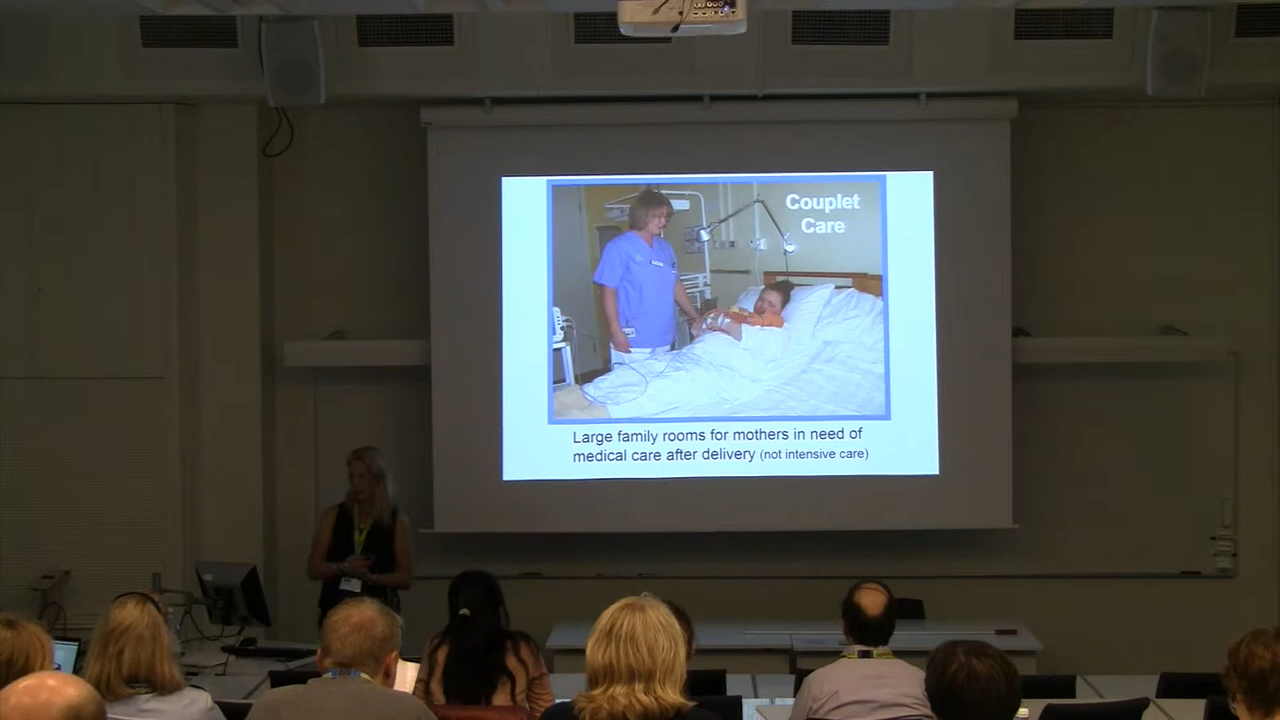 Couplet
Care
Large family rooms for mothers in need of
medical care after delivery (not intensive care)